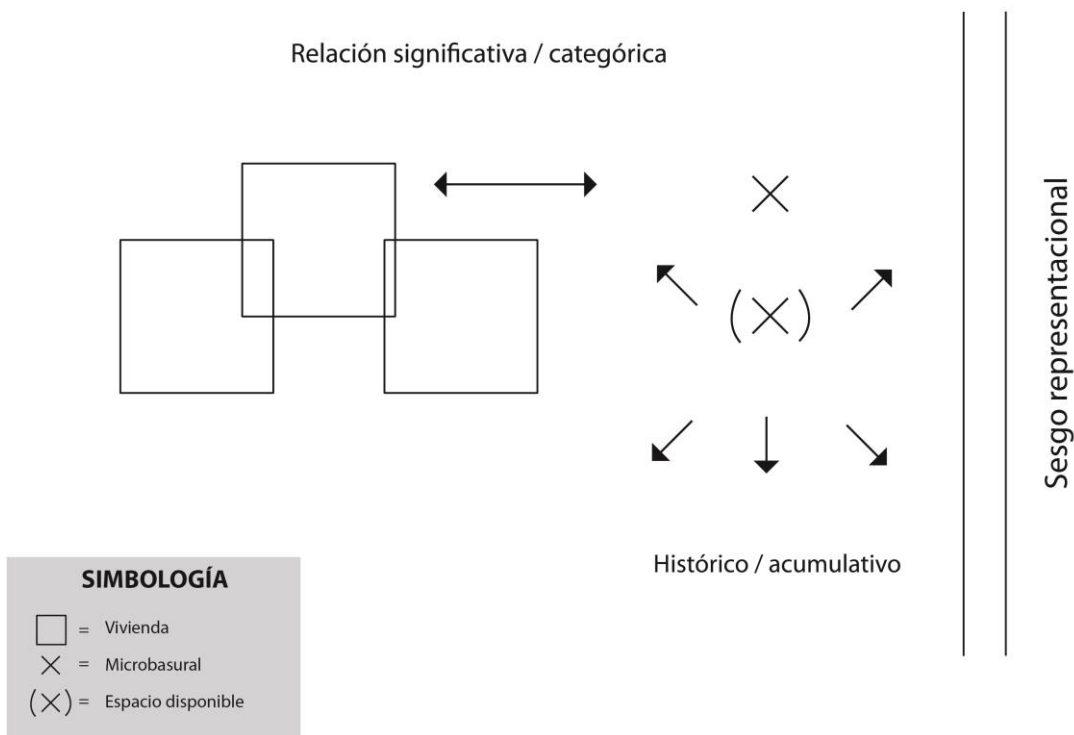 Relación significativa / categórica
Sesgo representacional
Histórico / acumulativo
SIMBOLOGÍA
= Vivienda
= Microbasural
( ) = Espacio disponible